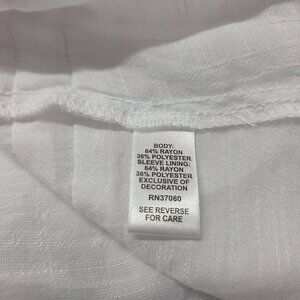 BODY:
64% RAYON
36% POLYESTER
SLEEVE LINING:
64% RAYON
36% POLYESTER
EXCLUSIVE OF
DECORATION
RN37080
SEE REVERSE
FOR CARE